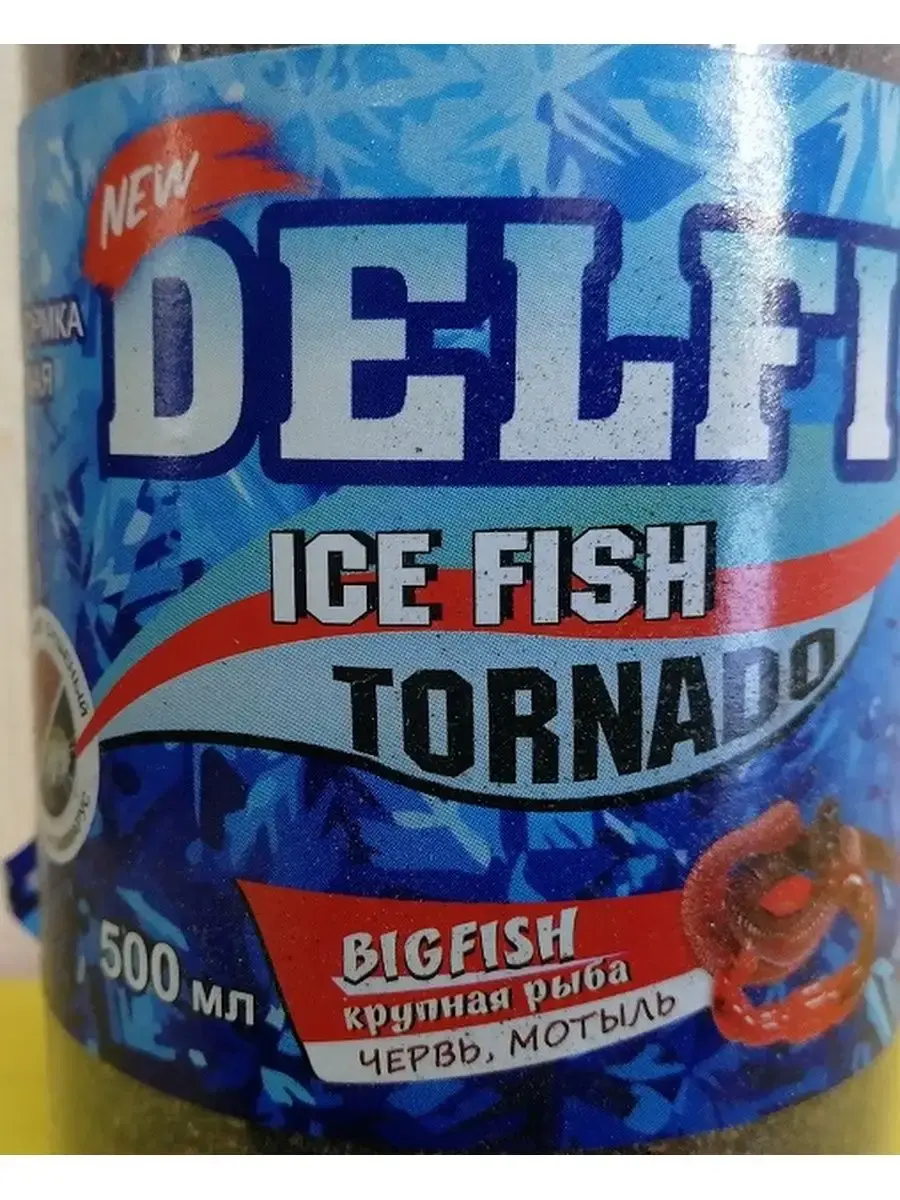 NEW
DELFI
ICE FISH
TORNADO
500 мл
BIGFISH
крупная рыба
ЧЕРВЬ, МОТЫЛЬ